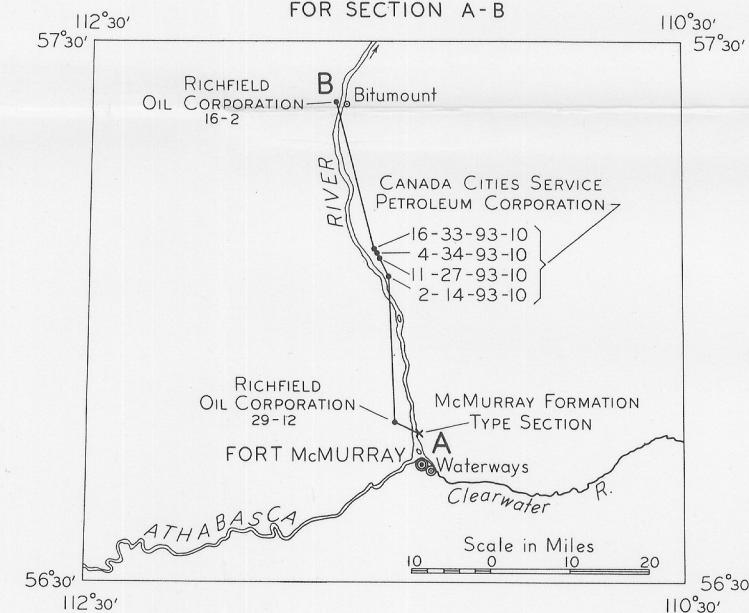 FOR SECTION A-B
112°30'
110°30'
57°30'
57°30'
RICHFIELD
OIL CORPORATION
16-2
B
Bitumount
RIVER
CANADA CITIES SERVICE
PETROLEUM CORPORATION
16-33-93-10
4-34-93-10
11-27-93-10
2-14-93-10
RICHFIELD
OIL CORPORATION
29-12
MCMURRAY FORMATION
TYPE SECTION
A
FORT MCMURRAY
Waterways
Clearwater R.
ATHABASCA
Scale in Miles
10 0 10 20
56°30'
56°30'
112°30'
110°30'